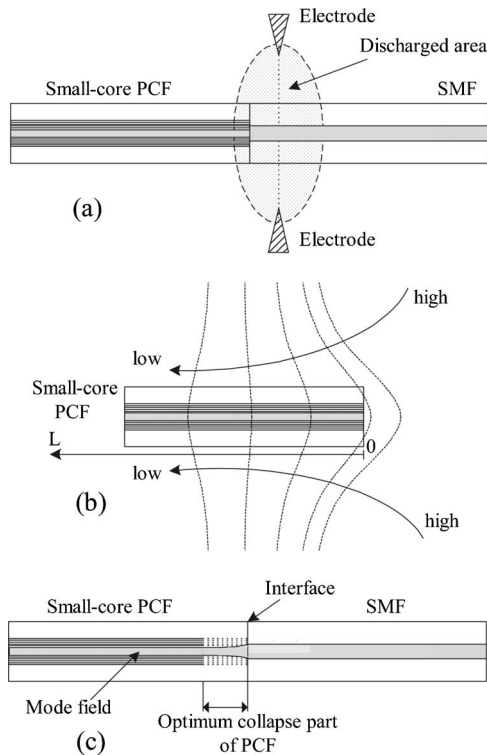 Electrode
Discharged area
Small-core PCF
SMF
(a)
Electrode
high
low
Small-core
PCF
L
0
low
(b)
high
Interface
Small-core PCF
SMF
Mode field
Optimum collapse part
of PCF
(c)